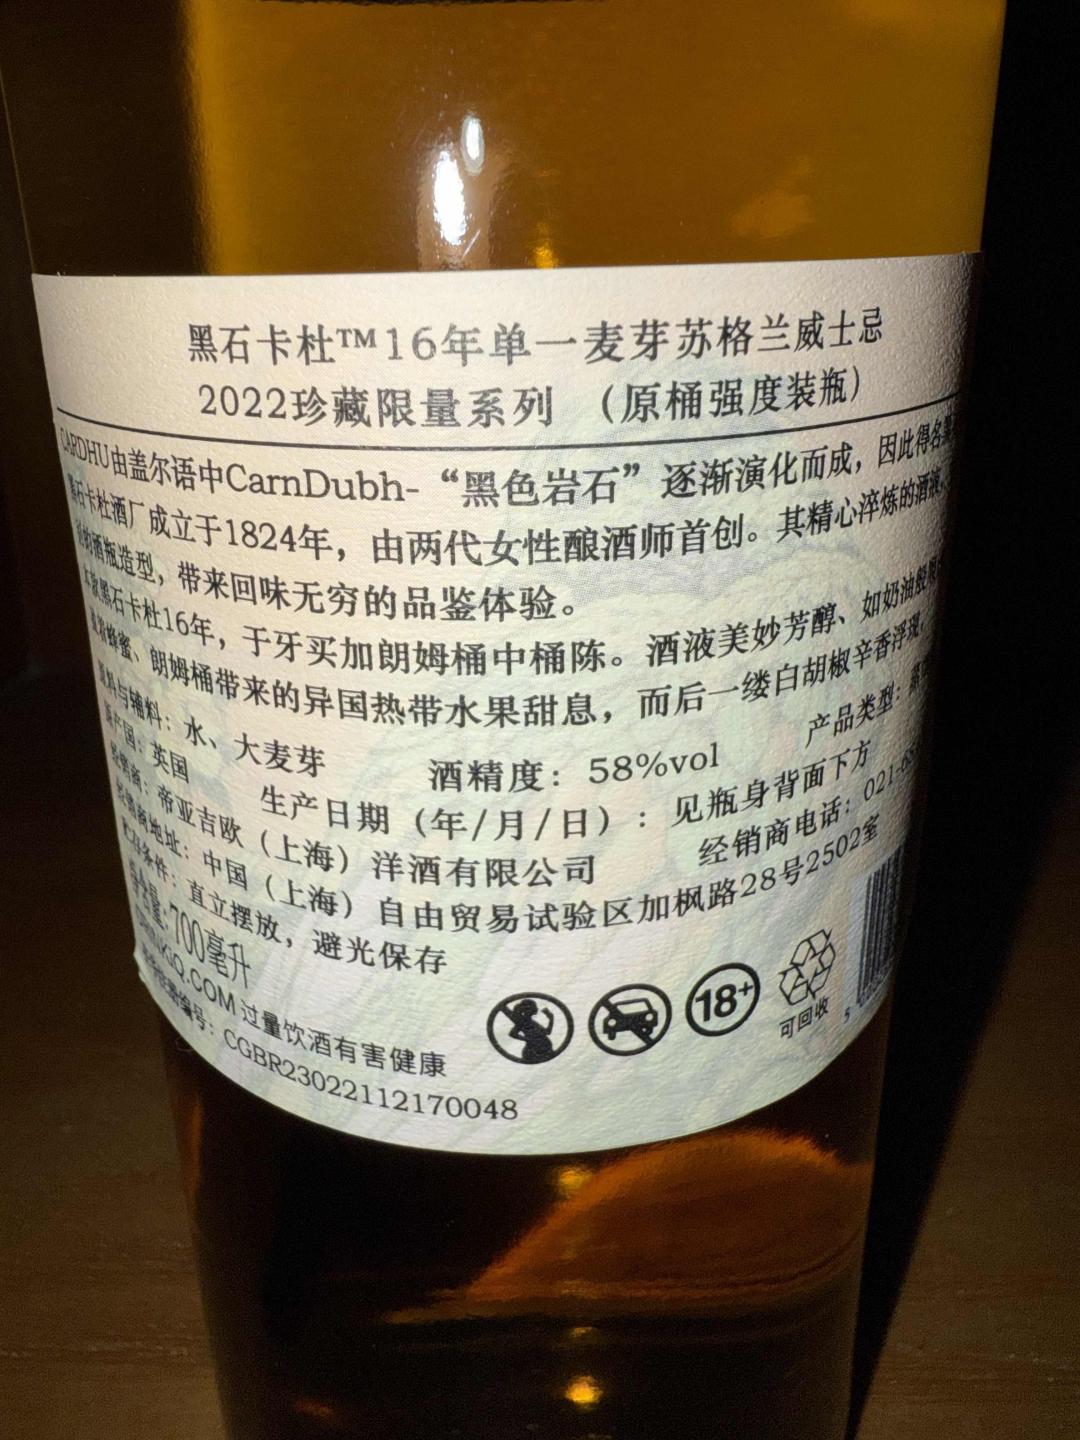 黑石卡杜™16年单一麦芽苏格兰威士忌
2022珍藏限量系列 （原桶强度装瓶）
CARDHU由盖尔语中CarnDubh-“黑色岩石”逐渐演化而成，因此得名
黑石卡杜酒厂成立于1824年，由两代女性酿酒师首创。其精心淬炼的酒液
的酒瓶造型，带来回味无穷的品鉴体验。
本款黑石卡杜16年，于牙买加朗姆桶中桶陈。酒液美妙芳醇、如奶油般
蜂蜜、朗姆桶带来的异国热带水果甜息，而后一缕白胡椒辛香浮现，
原料与辅料：水、大麦芽 酒精度：58%vol 产品类型：
原产国：英国 生产日期（年/月/日）：见瓶身背面下方
经销商：帝亚吉欧（上海）洋酒有限公司 经销商电话：021-
经销商地址：中国（上海）自由贸易试验区加枫路28号2502室
贮存条件：直立摆放，避光保存
净含量：700毫升
DRINKiQ.COM 过量饮酒有害健康
编号：CGBR23022112170048
18+
可回收
5